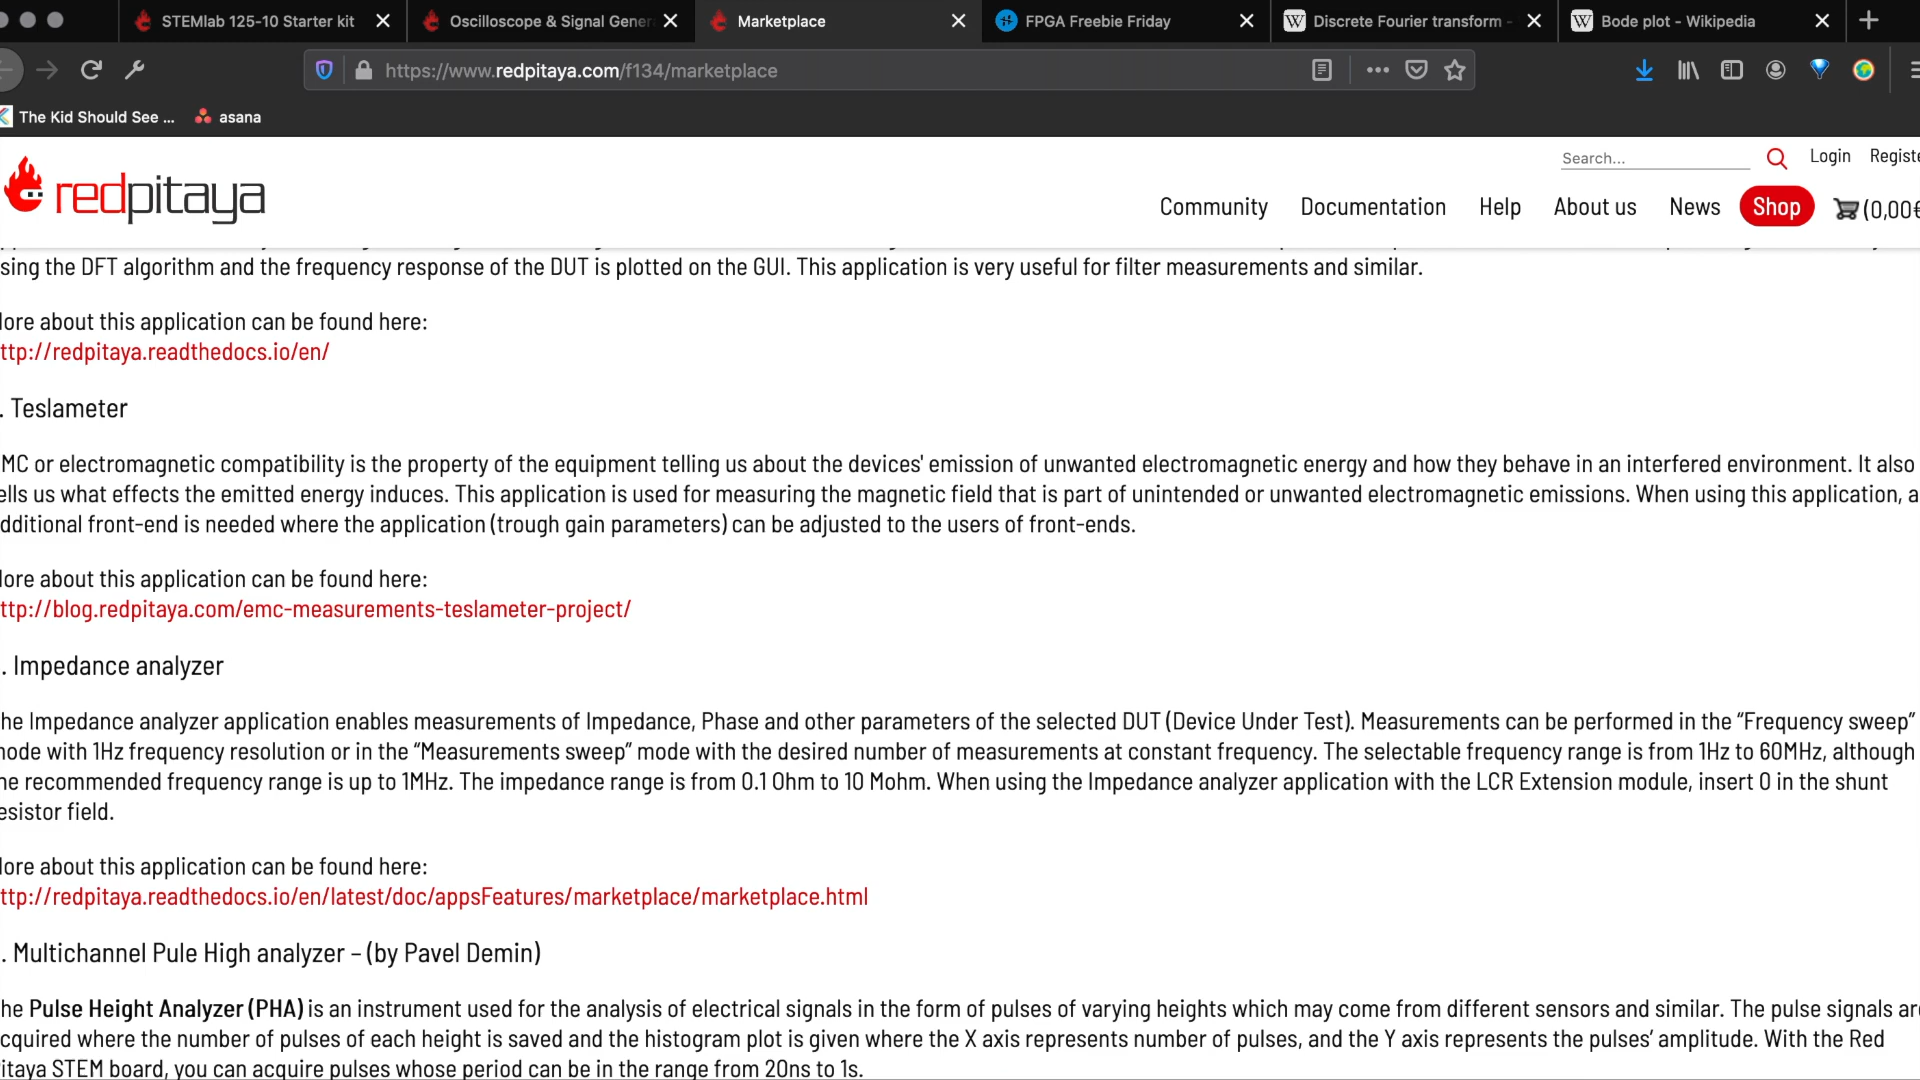 STEMlab 125-10 Starter kit
Oscilloscope & Signal Gener
Marketplace
FPGA Freebie Friday
Discrete Fourier transform -
Bode plot - Wikipedia
https://www.redpitaya.com/f134/marketplace
The Kid Should See ...
asana
redpitaya
Search...
Login
Registe
Community
Documentation
Help
About us
News
Shop
(0,00€
sing the DFT algorithm and the frequency response of the DUT is plotted on the GUI. This application is very useful for filter measurements and similar.
lore about this application can be found here:
ttp://redpitaya.readthedocs.io/en/
. Teslameter
MC or electromagnetic compatibility is the property of the equipment telling us about the devices' emission of unwanted electromagnetic energy and how they behave in an interfered environment. It also
ells us what effects the emitted energy induces. This application is used for measuring the magnetic field that is part of unintended or unwanted electromagnetic emissions. When using this application, a
dditional front-end is needed where the application (trough gain parameters) can be adjusted to the users of front-ends.
lore about this application can be found here:
ttp://blog.redpitaya.com/emc-measurements-teslameter-project/
. Impedance analyzer
he Impedance analyzer application enables measurements of Impedance, Phase and other parameters of the selected DUT (Device Under Test). Measurements can be performed in the “Frequency sweep”
node with 1Hz frequency resolution or in the “Measurements sweep” mode with the desired number of measurements at constant frequency. The selectable frequency range is from 1Hz to 60MHz, although
he recommended frequency range is up to 1MHz. The impedance range is from 0.1 Ohm to 10 Mohm. When using the Impedance analyzer application with the LCR Extension module, insert 0 in the shunt
esistor field.
lore about this application can be found here:
ttp://redpitaya.readthedocs.io/en/latest/doc/appsFeatures/marketplace/marketplace.html
. Multichannel Pule High analyzer – (by Pavel Demin)
he Pulse Height Analyzer (PHA) is an instrument used for the analysis of electrical signals in the form of pulses of varying heights which may come from different sensors and similar. The pulse signals are
cquired where the number of pulses of each height is saved and the histogram plot is given where the X axis represents number of pulses, and the Y axis represents the pulses’ amplitude. With the Red
itaya STEM board, you can acquire pulses whose period can be in the range from 20ns to 1s.